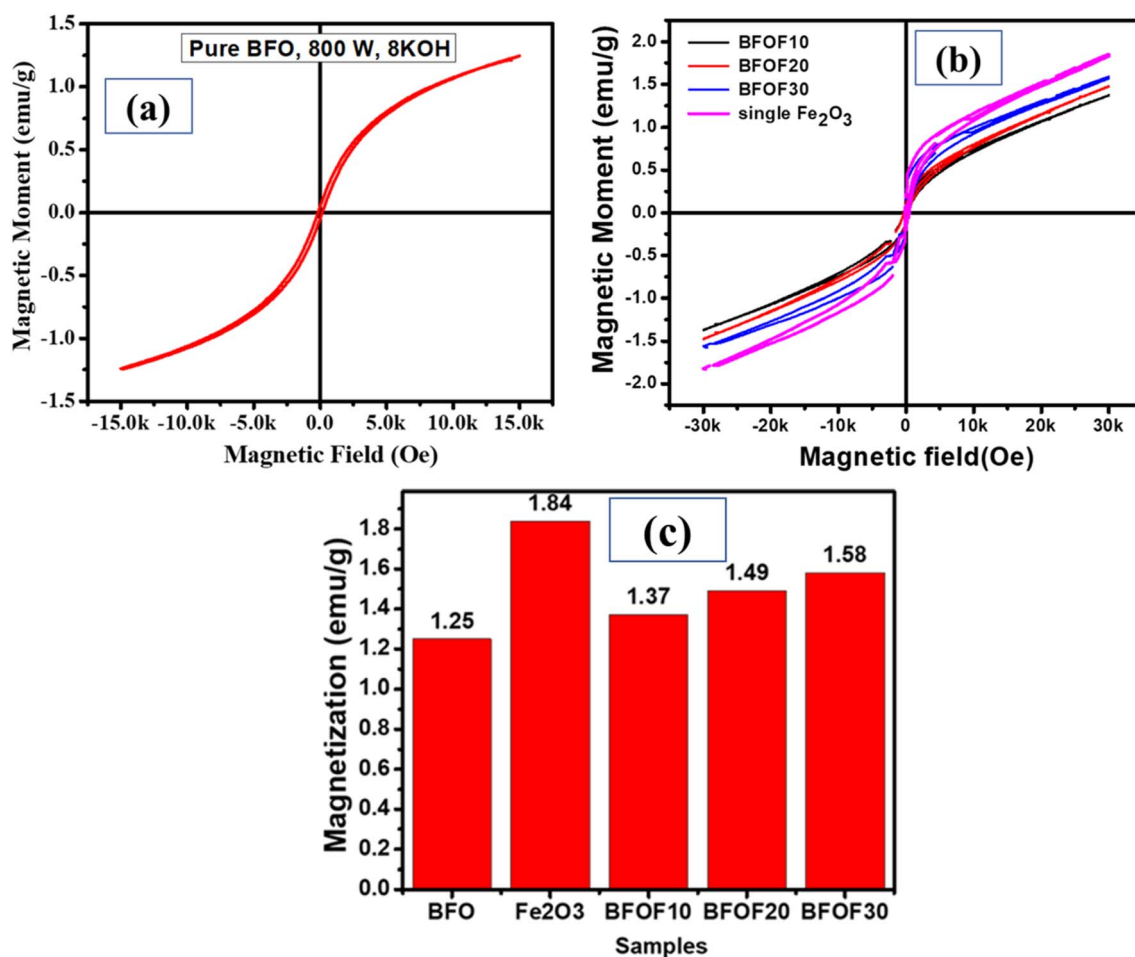 Pure BFO, 800 W, 8KOH
(a)
Magnetic Moment (emu/g)
1.5
1.0
0.5
0.0
-0.5
-1.0
-1.5
-15.0k -10.0k -5.0k 0.0 5.0k 10.0k 15.0k
Magnetic Field (Oe)
BFOF10
BFOF20
BFOF30
single Fe2O3
(b)
Magnetic Moment (emu/g)
2.0
1.5
1.0
0.5
0.0
-0.5
-1.0
-1.5
-2.0
-30k -20k -10k 0 10k 20k 30k
Magnetic field(Oe)
(c)
Magnetization (emu/g)
1.8
1.6
1.4
1.2
1.0
0.8
0.6
0.4
0.2
0.0
1.25
1.84
1.37
1.49
1.58
BFO Fe2O3 BFOF10 BFOF20 BFOF30
Samples